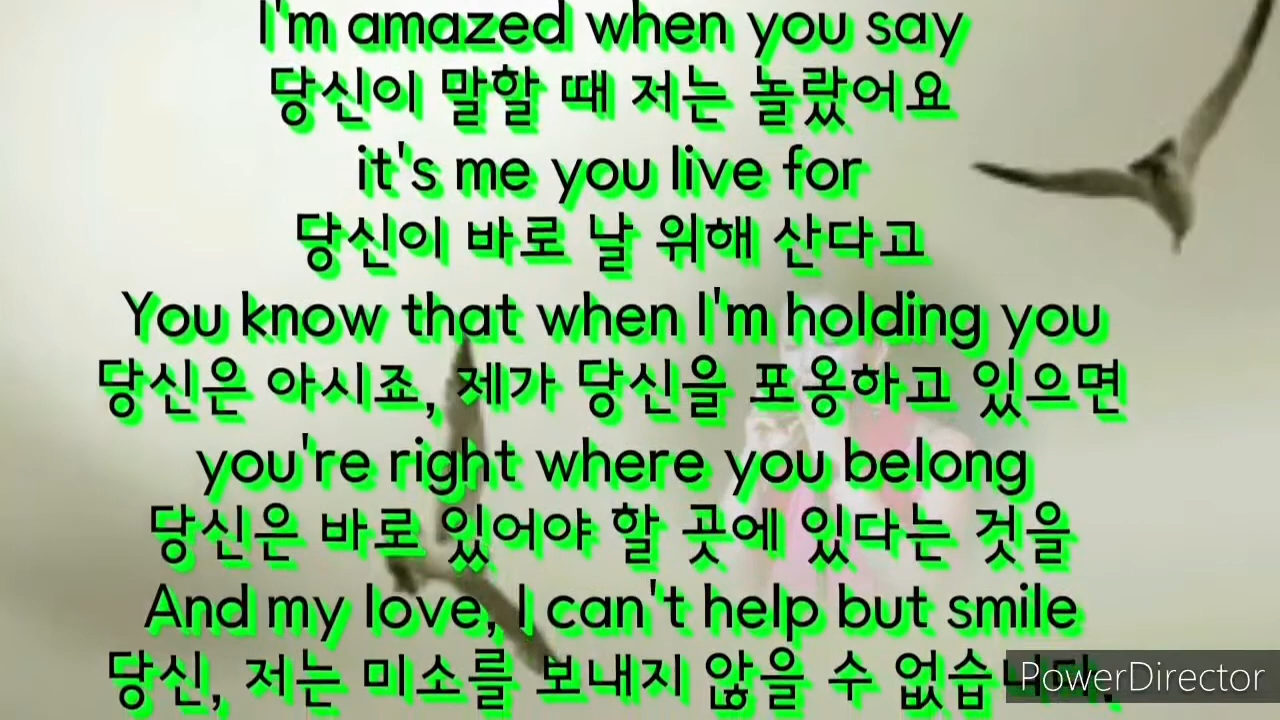 I'm amazed when you say
당신이 말할 때 저는 놀랐어요
it's me you live for
당신이 바로 날 위해 산다고
You know that when I'm holding you
당신은 아시죠, 제가 당신을 포옹하고 있으면
you're right where you belong
당신은 바로 있어야 할 곳에 있다는 것을
And my love, I can't help but smile
당신, 저는 미소를 보내지 않을 수 없습니다.
PowerDirector